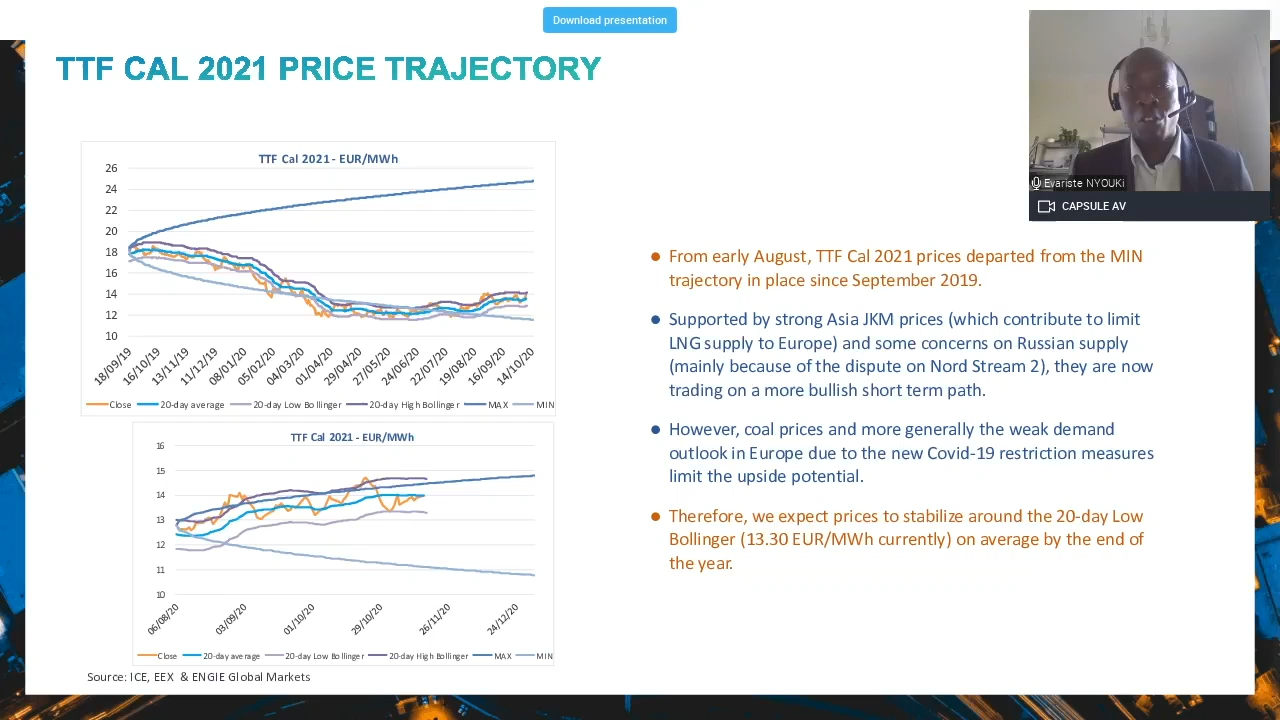 Download presentation
TTF CAL 2021 PRICE TRAJECTORY
Evariste NYOUKi
CAPSULE AV
TTF Cal 2021 - EUR/MWh
26
24
22
20
18
16
14
12
10
18/09/19
16/10/19
13/11/19
11/12/19
08/01/20
05/02/20
04/03/20
01/04/20
29/04/20
27/05/20
24/06/20
22/07/20
19/08/20
16/09/20
14/10/20
Close 20-day average 20-day Low Bollinger 20-day High Bollinger MAX MIN
TTF Cal 2021 - EUR/MWh
16
15
14
13
12
11
10
06/08/20
03/09/20
01/10/20
29/10/20
26/11/20
24/12/20
Close 20-day average 20-day Low Bollinger 20-day High Bollinger MAX MIN
Source: ICE, EEX & ENGIE Global Markets
● From early August, TTF Cal 2021 prices departed from the MIN
trajectory in place since September 2019.
● Supported by strong Asia JKM prices (which contribute to limit
LNG supply to Europe) and some concerns on Russian supply
(mainly because of the dispute on Nord Stream 2), they are now
trading on a more bullish short term path.
● However, coal prices and more generally the weak demand
outlook in Europe due to the new Covid-19 restriction measures
limit the upside potential.
● Therefore, we expect prices to stabilize around the 20-day Low
Bollinger (13.30 EUR/MWh currently) on average by the end of
the year.